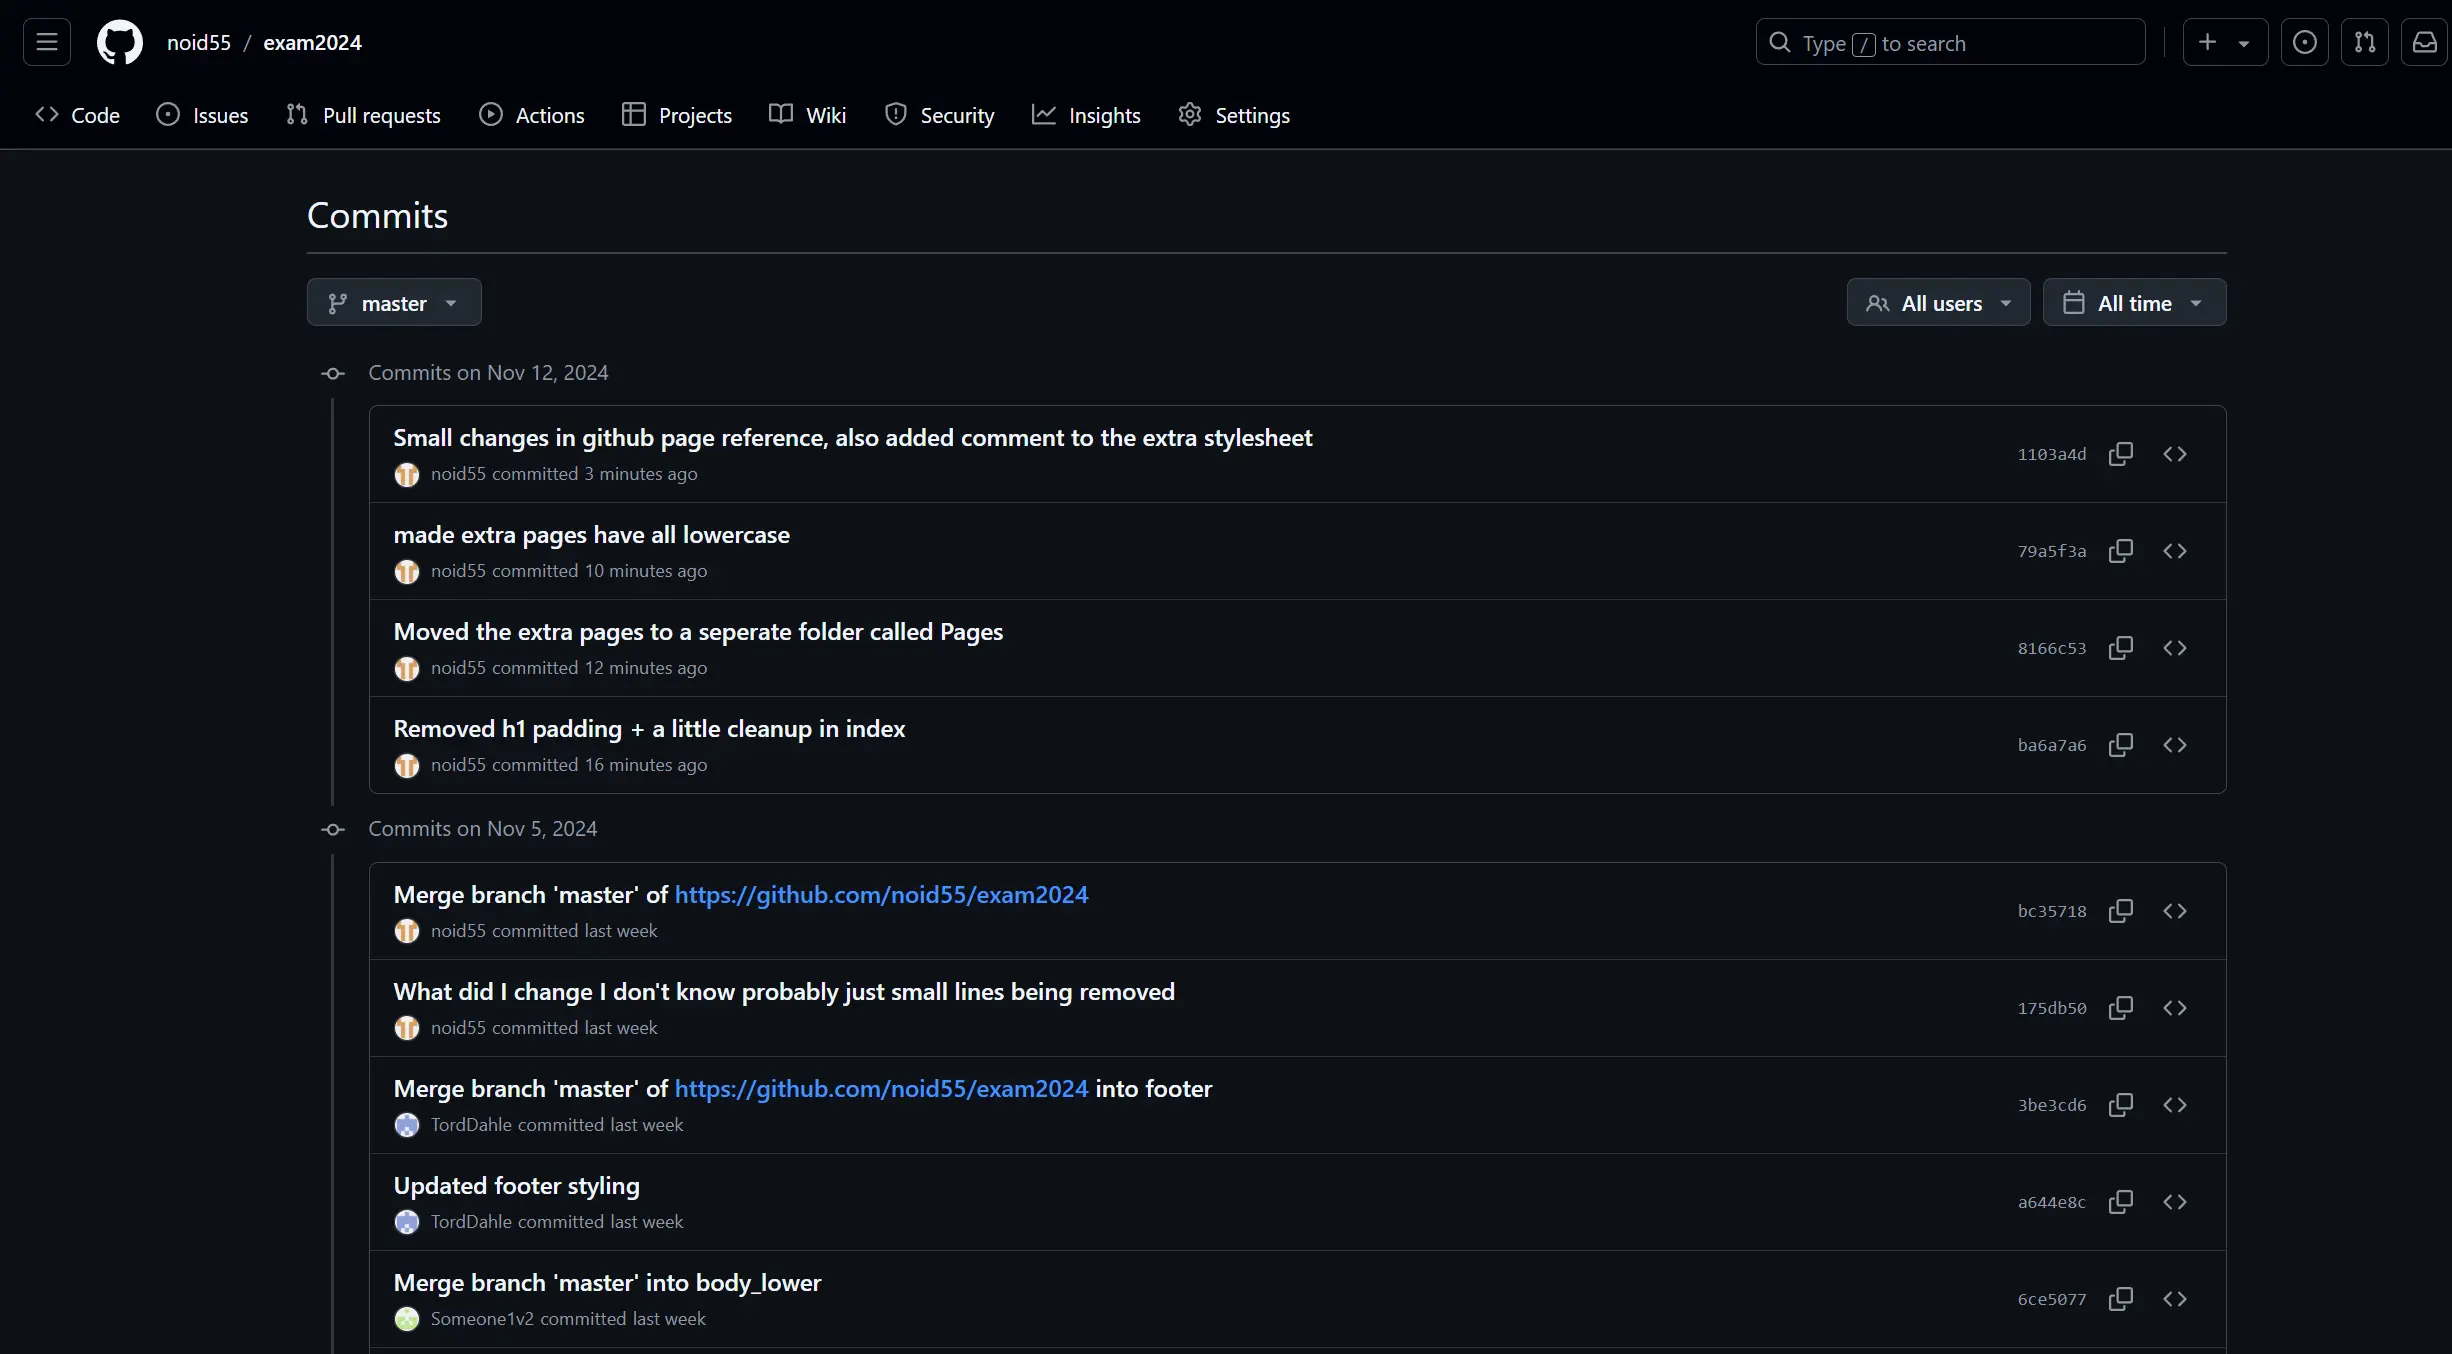 noid55 / exam2024
Type / to search
Code Issues Pull requests Actions Projects Wiki Security Insights Settings
Commits
master
All users All time
Commits on Nov 12, 2024
Small changes in github page reference, also added comment to the extra stylesheet
noid55 committed 3 minutes ago
1103a4d
made extra pages have all lowercase
noid55 committed 10 minutes ago
79a5f3a
Moved the extra pages to a seperate folder called Pages
noid55 committed 12 minutes ago
8166c53
Removed h1 padding + a little cleanup in index
noid55 committed 16 minutes ago
ba6a7a6
Commits on Nov 5, 2024
Merge branch 'master' of https://github.com/noid55/exam2024
noid55 committed last week
bc35718
What did I change I don't know probably just small lines being removed
noid55 committed last week
175db50
Merge branch 'master' of https://github.com/noid55/exam2024 into footer
TordDahle committed last week
3be3cd6
Updated footer styling
TordDahle committed last week
a644e8c
Merge branch 'master' into body_lower
Someone1v2 committed last week
6ce5077